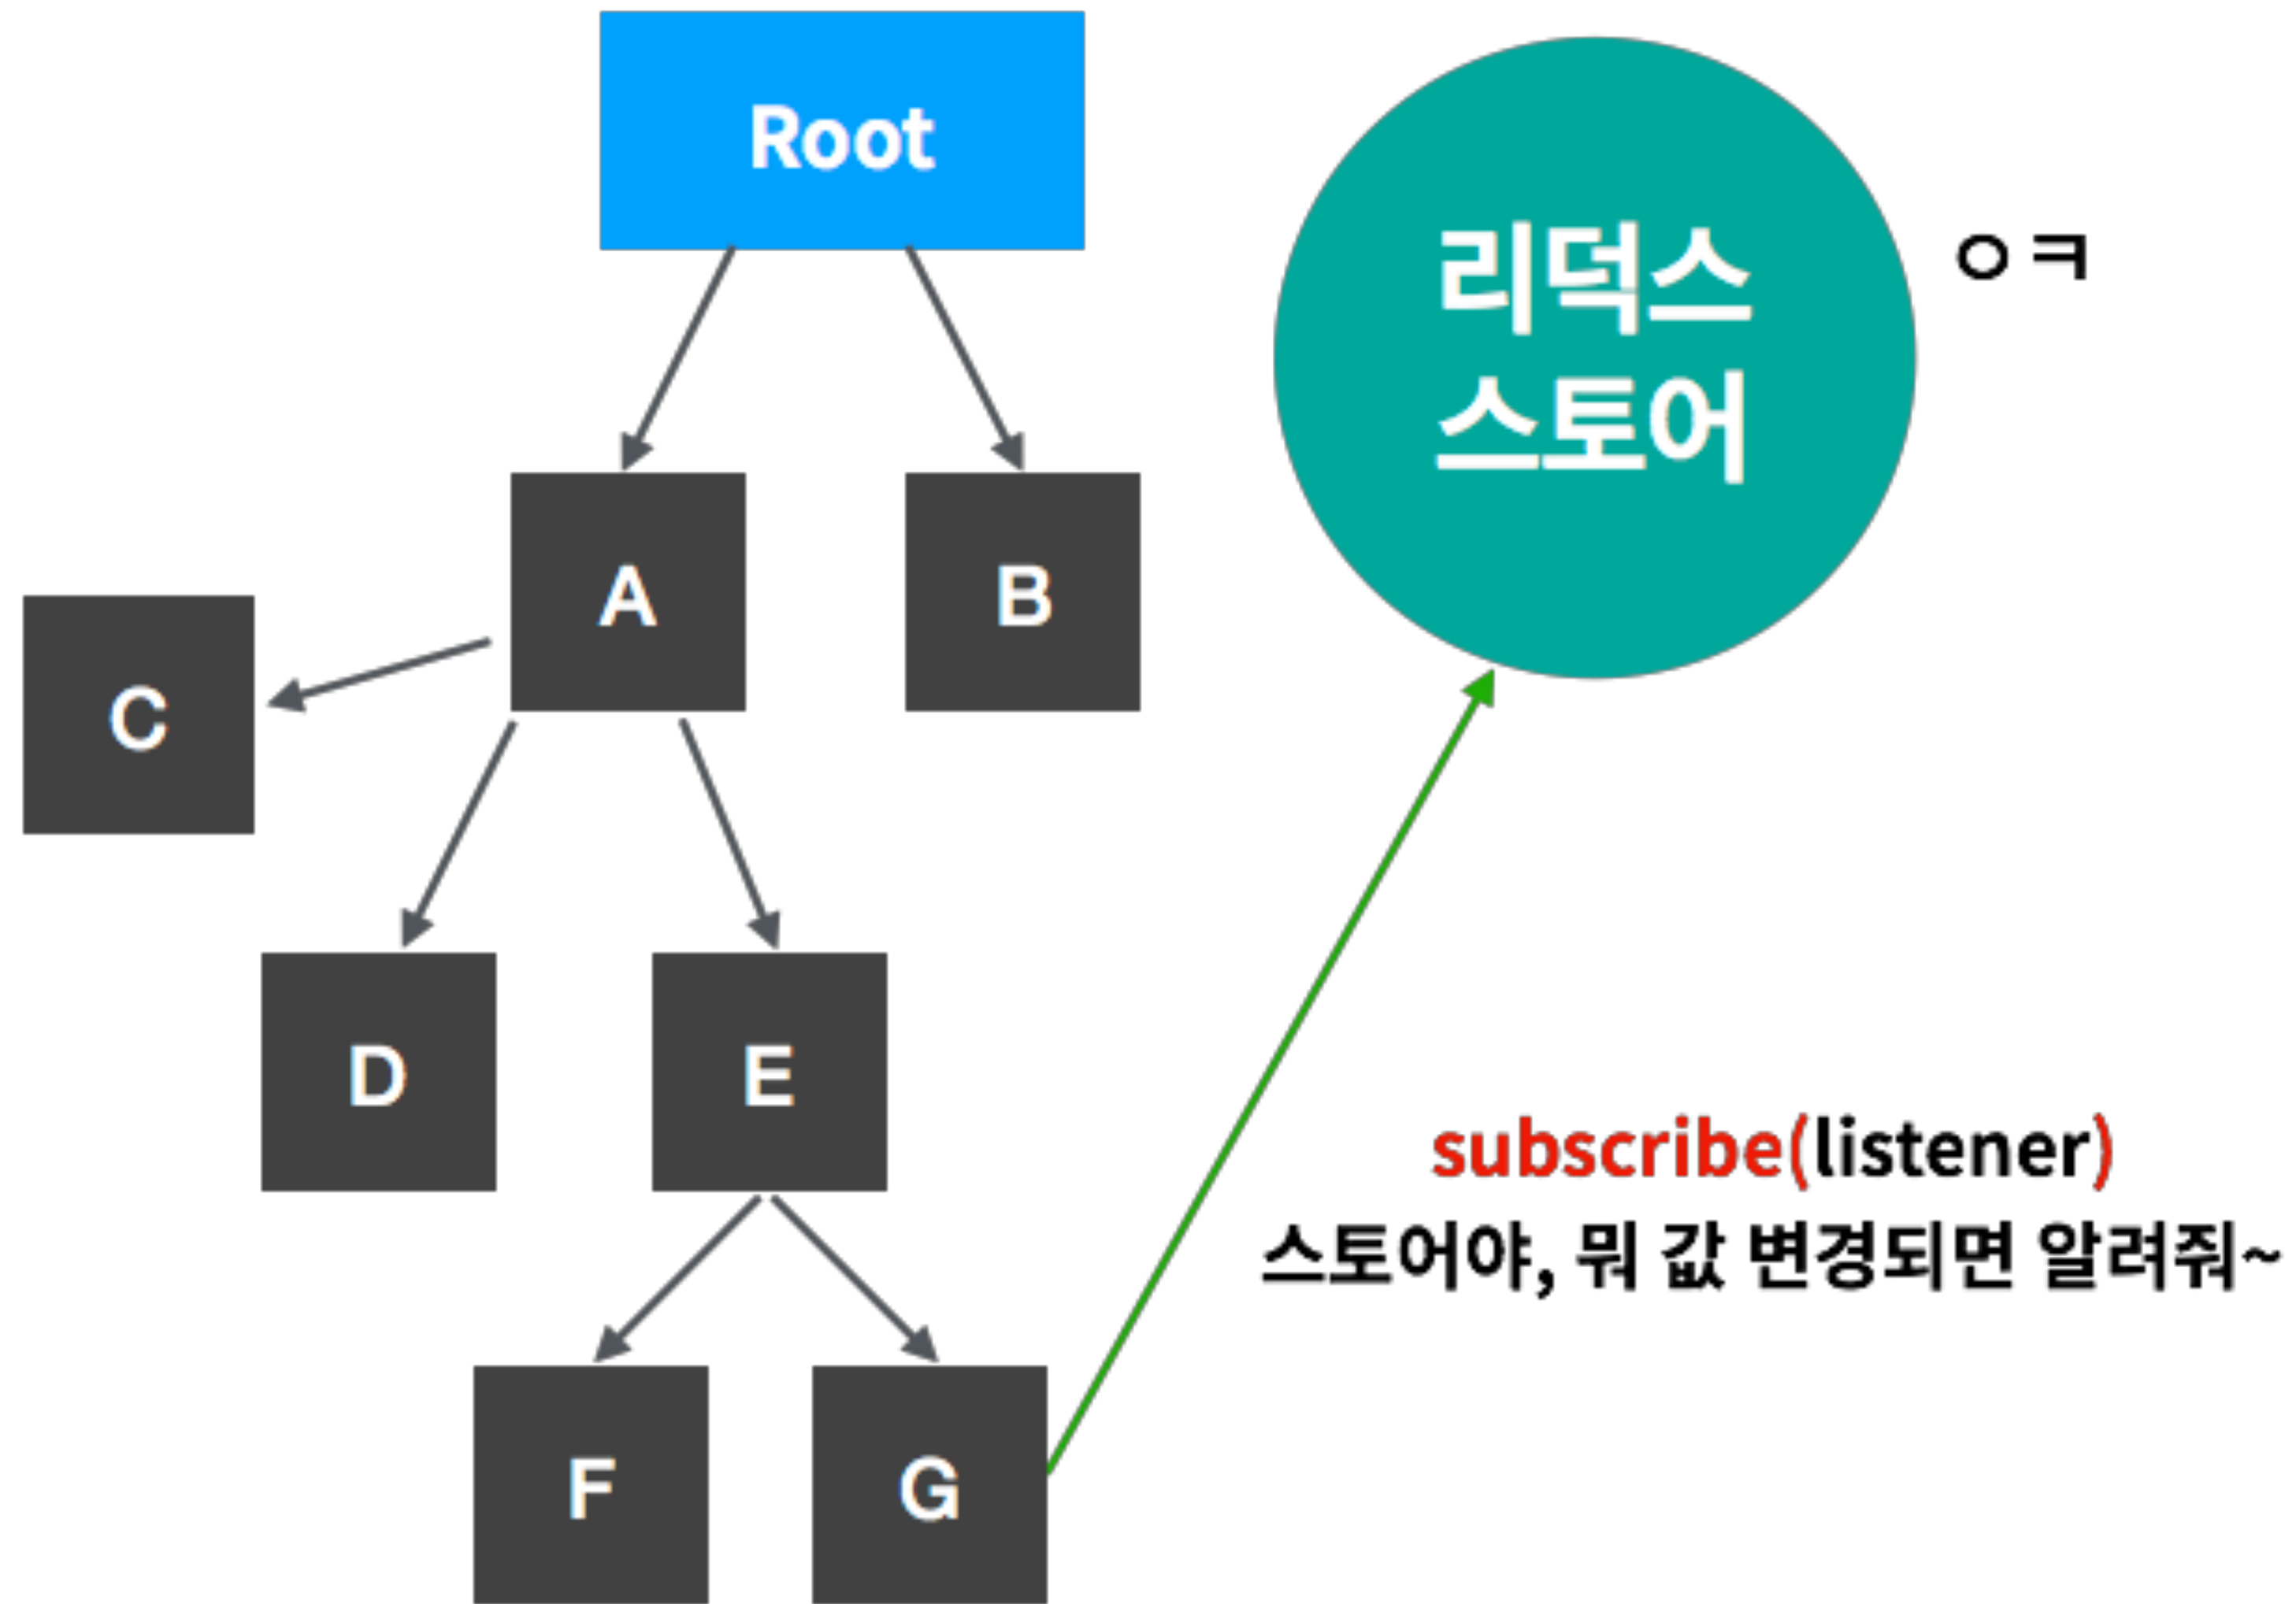 Root
리덕스
스토어
ㅇㅋ
A
B
C
D
E
subscribe(listener)
스토어야, 뭐 값 변경되면 알려줘~
F
G